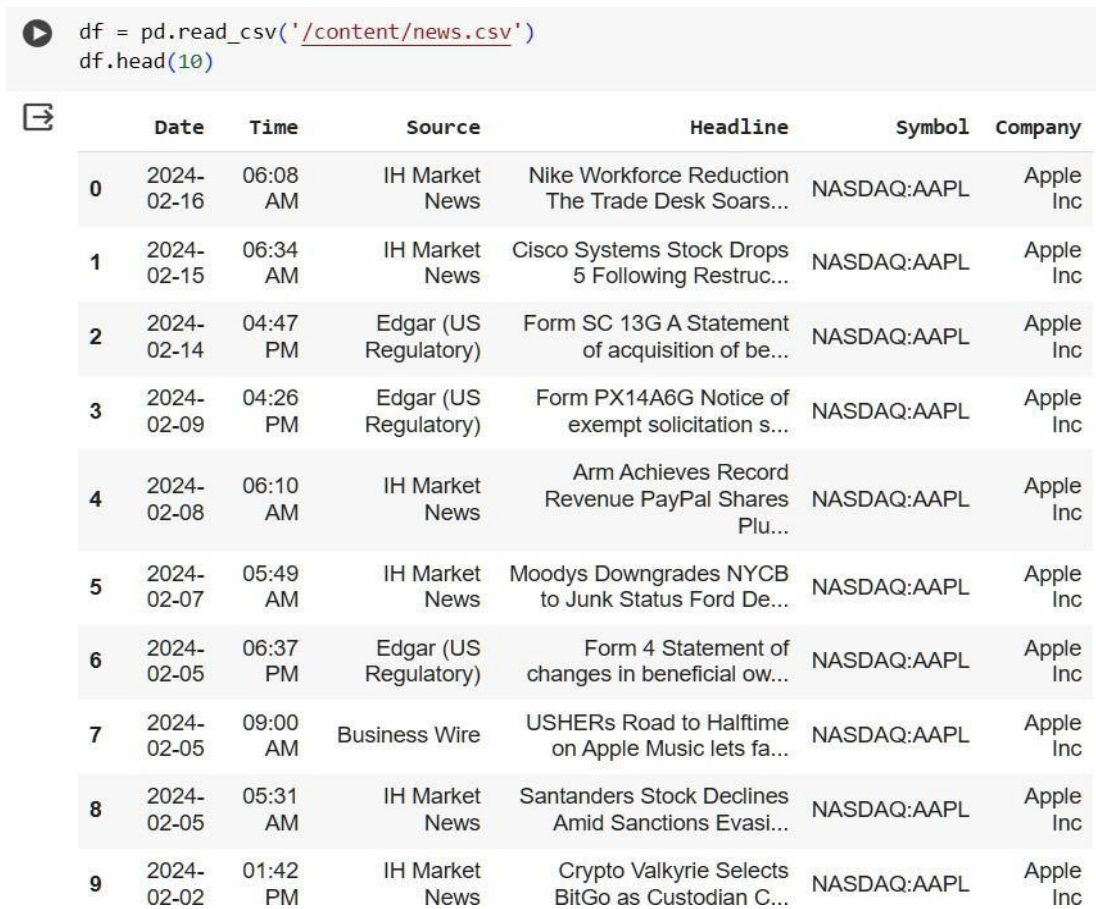 df = pd.read_csv('/content/news.csv')
df.head(10)
Date Time Source Headline Symbol Company
0 2024-02-16 06:08 AM IH Market News Nike Workforce Reduction The Trade Desk Soars... NASDAQ:AAPL Apple Inc
1 2024-02-15 06:34 AM IH Market News Cisco Systems Stock Drops 5 Following Restruc... NASDAQ:AAPL Apple Inc
2 2024-02-14 04:47 PM Edgar (US Regulatory) Form SC 13G A Statement of acquisition of be... NASDAQ:AAPL Apple Inc
3 2024-02-09 04:26 PM Edgar (US Regulatory) Form PX14A6G Notice of exempt solicitation s... NASDAQ:AAPL Apple Inc
4 2024-02-08 06:10 AM IH Market News Arm Achieves Record Revenue PayPal Shares Plu... NASDAQ:AAPL Apple Inc
5 2024-02-07 05:49 AM IH Market News Moodys Downgrades NYCB to Junk Status Ford De... NASDAQ:AAPL Apple Inc
6 2024-02-05 06:37 PM Edgar (US Regulatory) Form 4 Statement of changes in beneficial ow... NASDAQ:AAPL Apple Inc
7 2024-02-05 09:00 AM Business Wire USHERs Road to Halftime on Apple Music lets fa... NASDAQ:AAPL Apple Inc
8 2024-02-05 05:31 AM IH Market News Santanders Stock Declines Amid Sanctions Evasi... NASDAQ:AAPL Apple Inc
9 2024-02-02 01:42 PM IH Market News Crypto Valkyrie Selects BitGo as Custodian C... NASDAQ:AAPL Apple Inc